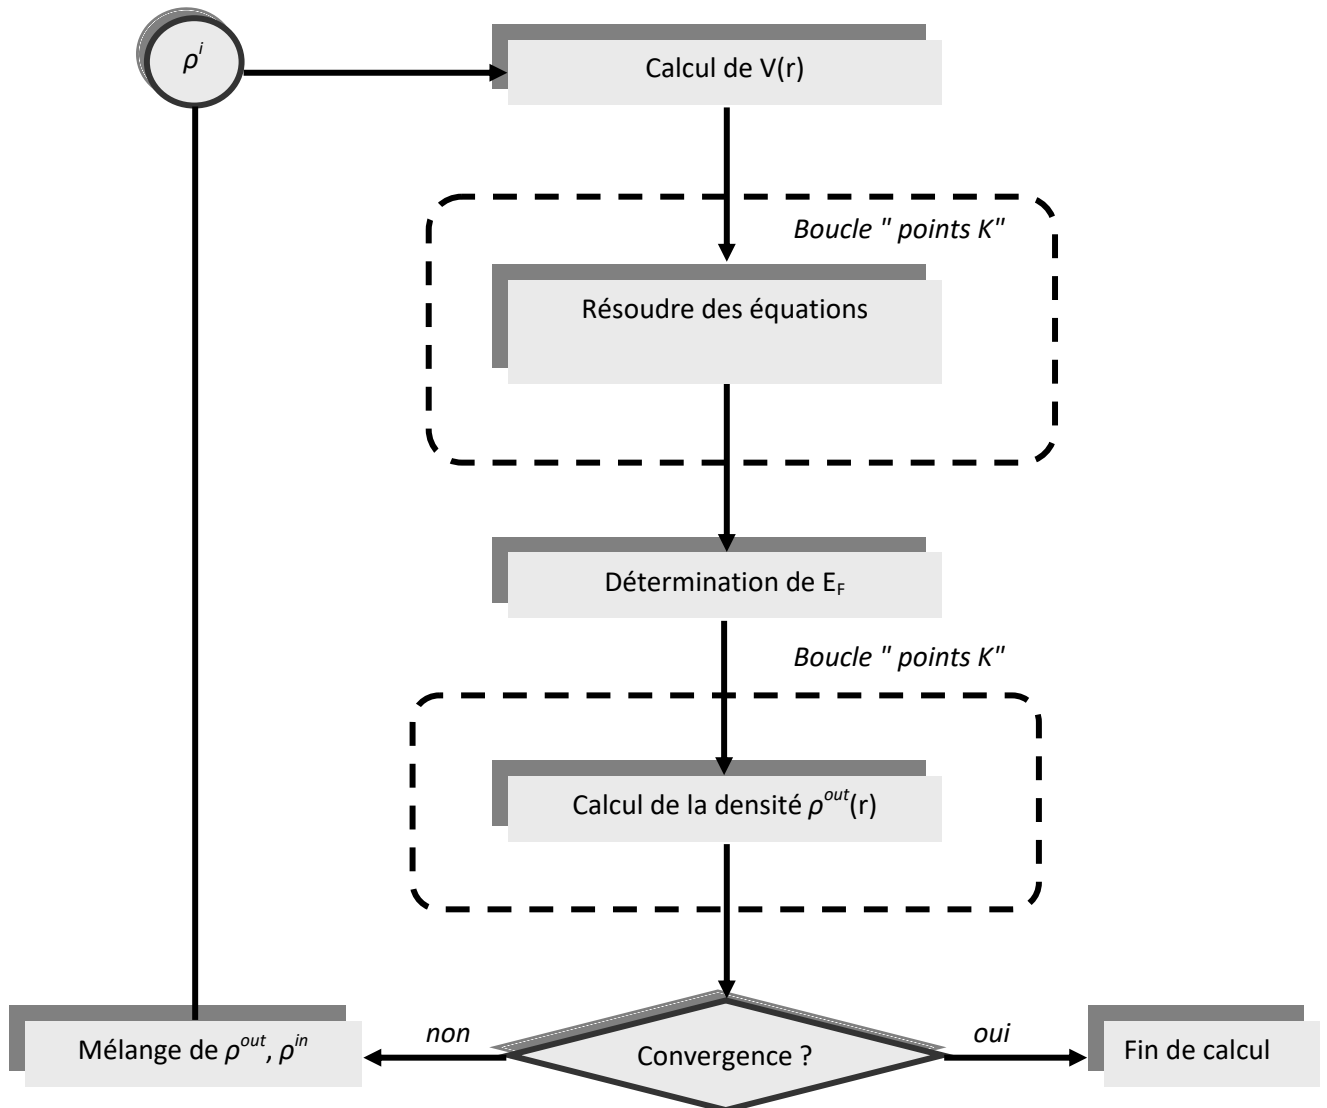 ρ^i
Calcul de V(r)
Boucle " points K"
Résoudre des équations
Détermination de E_F
Boucle " points K"
Calcul de la densité ρ^out(r)
non
oui
Mélange de ρ^out, ρ^in
Convergence ?
Fin de calcul